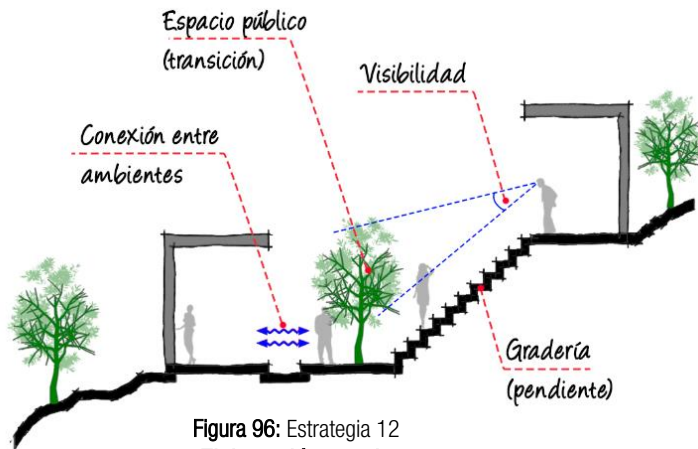 Espacio público
(transición)
Visibilidad
Conexión entre
ambientes
Gradería
(pendiente)
Figura 96: Estrategia 12